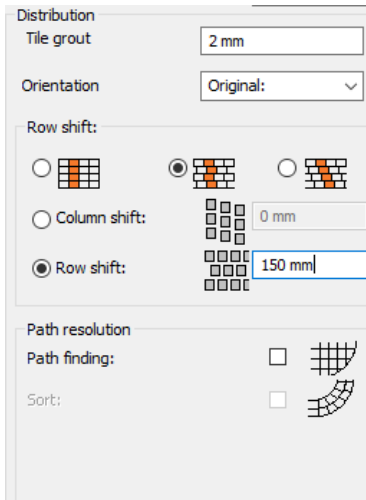 Distribution
Tile grout 2 mm
Orientation Original:
Row shift:
Column shift: 0 mm
Row shift: 150 mm
Path resolution
Path finding:
Sort: